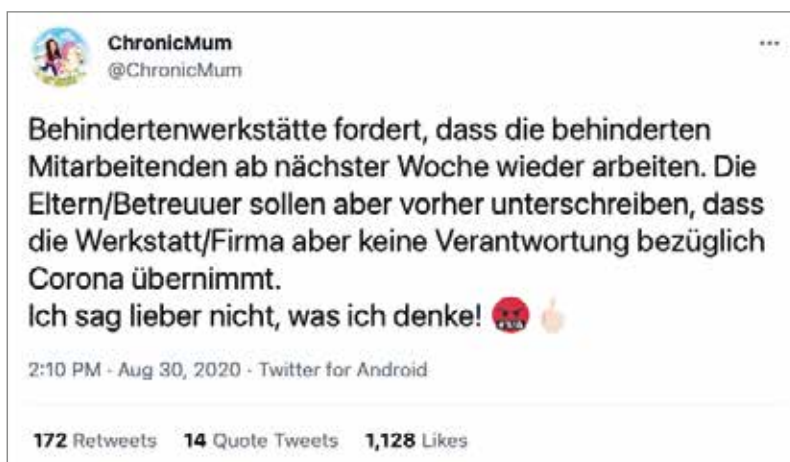 ChronicMum
@ChronicMum
Behindertenwerkstätte fordert, dass die behinderten
Mitarbeitenden ab nächster Woche wieder arbeiten. Die
Eltern/Betreuuer sollen aber vorher unterschreiben, dass
die Werkstatt/Firma aber keine Verantwortung bezüglich
Corona übernimmt.
Ich sag lieber nicht, was ich denke! 🤬🖕🏻
2:10 PM · Aug 30, 2020 · Twitter for Android
172 Retweets 14 Quote Tweets 1,128 Likes